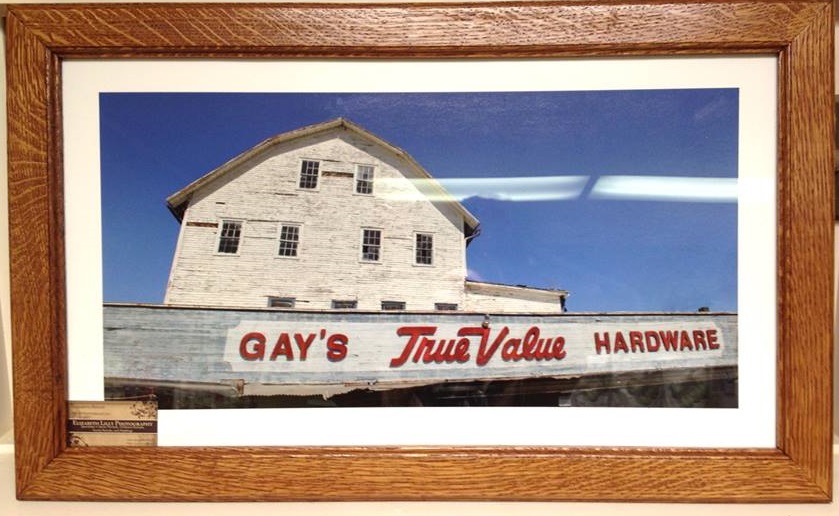 GAY'S True Value HARDWARE
ELIZABETH LILLY PHOTOGRAPHY